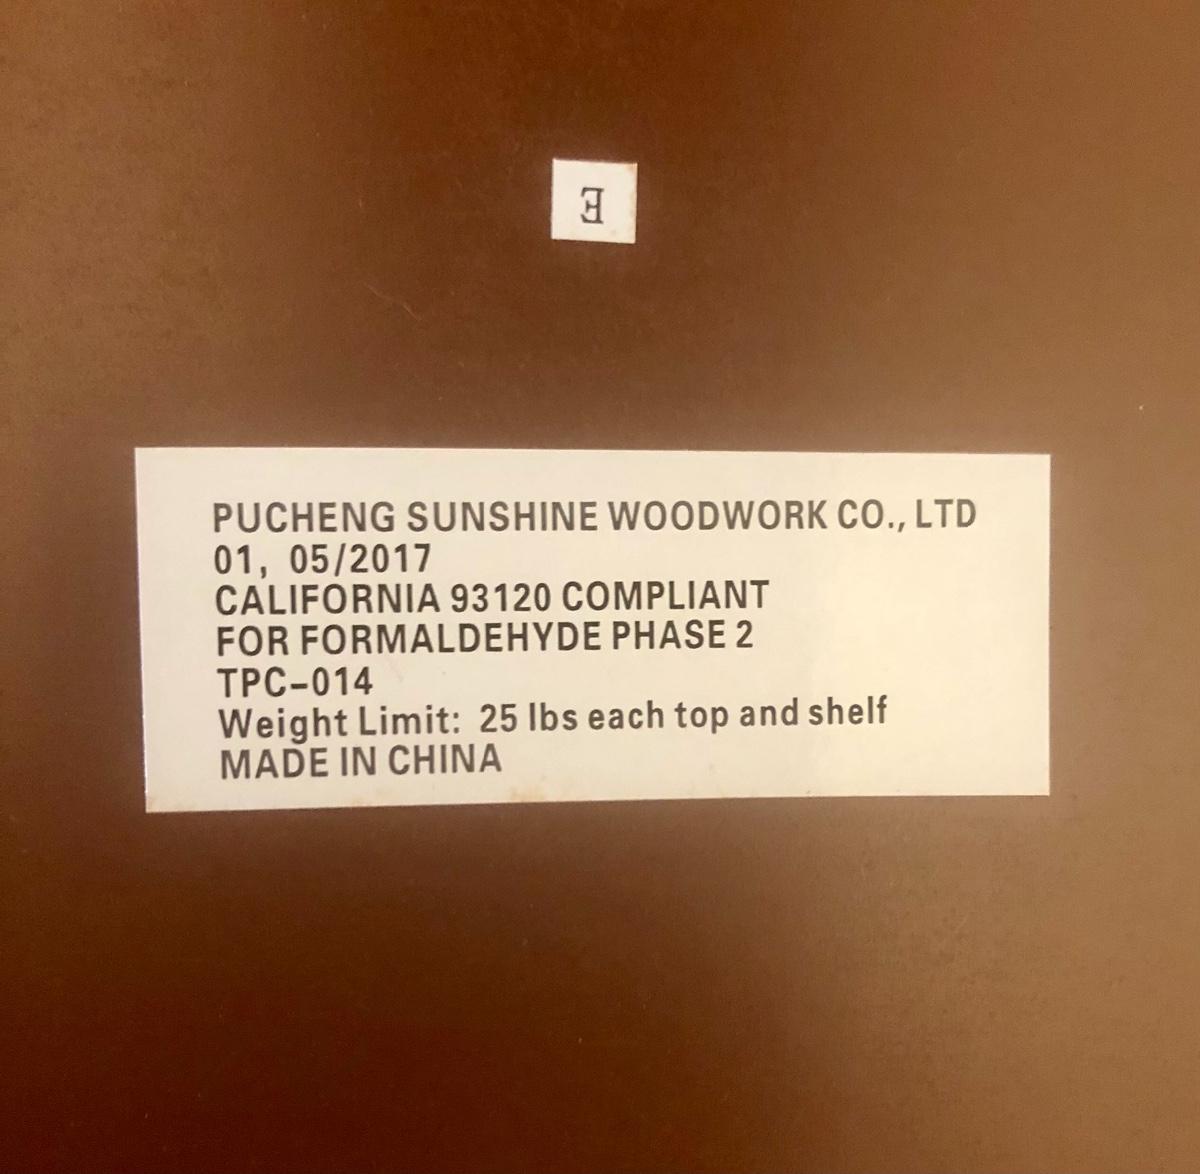 E
PUCHENG SUNSHINE WOODWORK CO., LTD
01, 05/2017
CALIFORNIA 93120 COMPLIANT
FOR FORMALDEHYDE PHASE 2
TPC-014
Weight Limit: 25 lbs each top and shelf
MADE IN CHINA